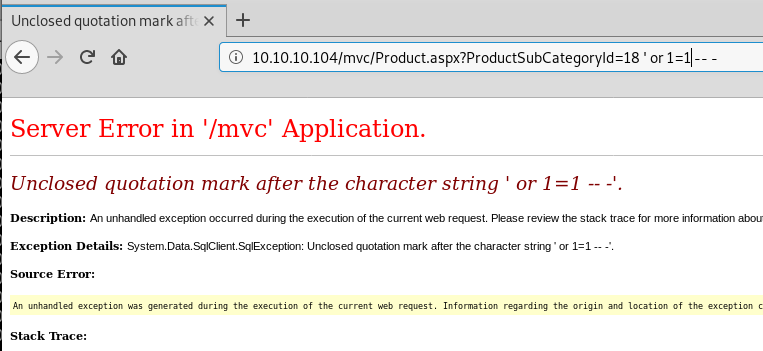 Unclosed quotation mark afte
10.10.10.104/mvc/Product.aspx?ProductSubCategoryId=18 ' or 1=1 -- -
Server Error in '/mvc' Application.
Unclosed quotation mark after the character string ' or 1=1 -- -'.
Description: An unhandled exception occurred during the execution of the current web request. Please review the stack trace for more information abou
Exception Details: System.Data.SqlClient.SqlException: Unclosed quotation mark after the character string ' or 1=1 -- -'.
Source Error:
An unhandled exception was generated during the execution of the current web request. Information regarding the origin and location of the exception c
Stack Trace: